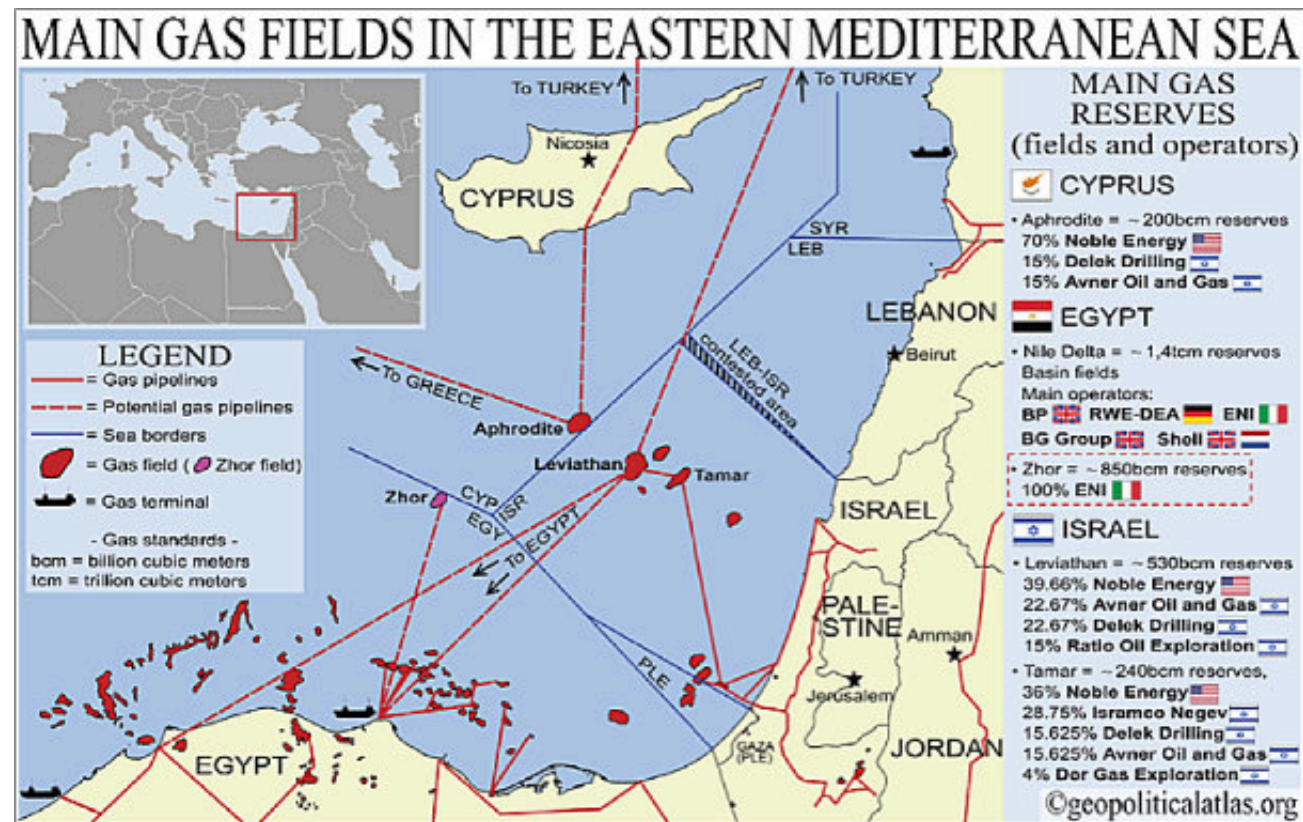 MAIN GAS FIELDS IN THE EASTERN MEDITERRANEAN SEA
To TURKEY
To TURKEY
Nicosia
CYPRUS
SYR
LEB
LEBANON
Beirut
LEB-ISR
contested area
To GREECE
Aphrodite
Leviathan
Tamar
Zhor
CYP
ISR
EGY
To EGYPT
ISRAEL
PALE-
STINE
Amman
Jerusalem
PLE
GAZA
(PLE)
JORDAN
EGYPT
LEGEND
= Gas pipelines
= Potential gas pipelines
= Sea borders
= Gas field ( Zhor field)
= Gas terminal
- Gas standards -
bcm = billion cubic meters
tcm = trillion cubic meters
MAIN GAS
RESERVES
(fields and operators)
CYPRUS
• Aphrodite = ~200bcm reserves
70% Noble Energy
15% Delek Drilling
15% Avner Oil and Gas
EGYPT
• Nile Delta = ~1,4tcm reserves
Basin fields
Main operators:
BP RWE-DEA ENI
BG Group Shell
• Zhor = ~850bcm reserves
100% ENI
ISRAEL
• Leviathan = ~530bcm reserves
39.66% Noble Energy
22.67% Avner Oil and Gas
22.67% Delek Drilling
15% Ratio Oil Exploration
• Tamar = ~240bcm reserves,
36% Noble Energy
28.75% Isramco Negev
15.625% Delek Drilling
15.625% Avner Oil and Gas
4% Dor Gas Exploration
©geopoliticalatlas.org